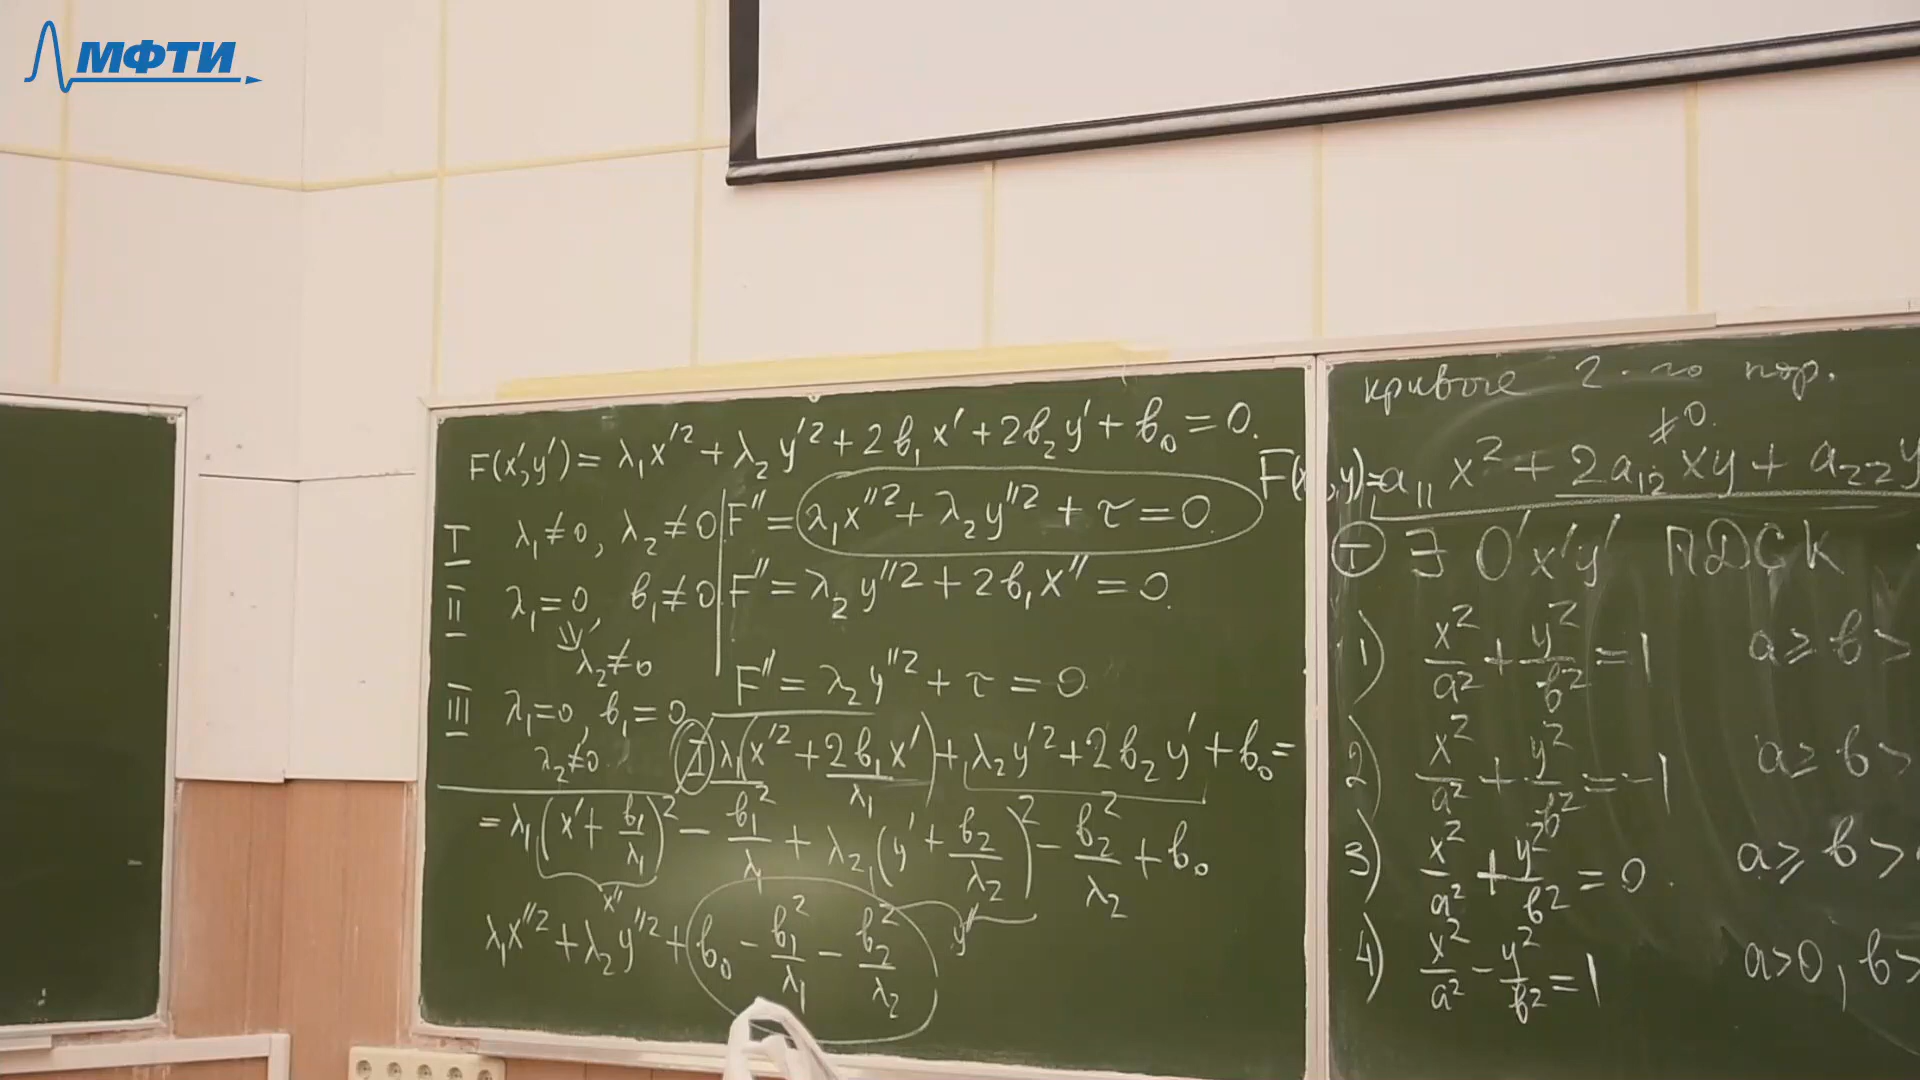 МФТИ
F(x',y') = λ₁x'² + λ₂y'² + 2b₁x' + 2b₂y' + b₀ = 0.
I λ₁≠0, λ₂≠0 F'' = λ₁x''² + λ₂y''² + τ = 0.
II λ₁=0, b₁≠0 F'' = λ₂y''² + 2b₁x'' = 0.
⇓
λ₂≠0
F'' = λ₂y''² + τ = 0
III λ₁=0, b₁=0
λ₂≠0
I λ₁(x'² + 2b₁x'/λ₁) + λ₂y'² + 2b₂y' + b₀ =
= λ₁(x' + b₁/λ₁)² − b₁²/λ₁ + λ₂(y' + b₂/λ₂)² − b₂²/λ₂ + b₀
x'' y''
λ₁x''² + λ₂y''² + b₀ − b₁²/λ₁ − b₂²/λ₂
кривые 2-го пор.
≠0.
F(x,y)= a₁₁x² + 2a₁₂xy + a₂₂y
I ∃ O'x'y' ПДСК
1) x²/a² + y²/b² = 1 a ≥ b >
2) x²/a² + y²/b² = −1 a ≥ b >
3) x²/a² + y²/b² = 0. a ≥ b >
4) x²/a² − y²/b² = 1 a>0, b>